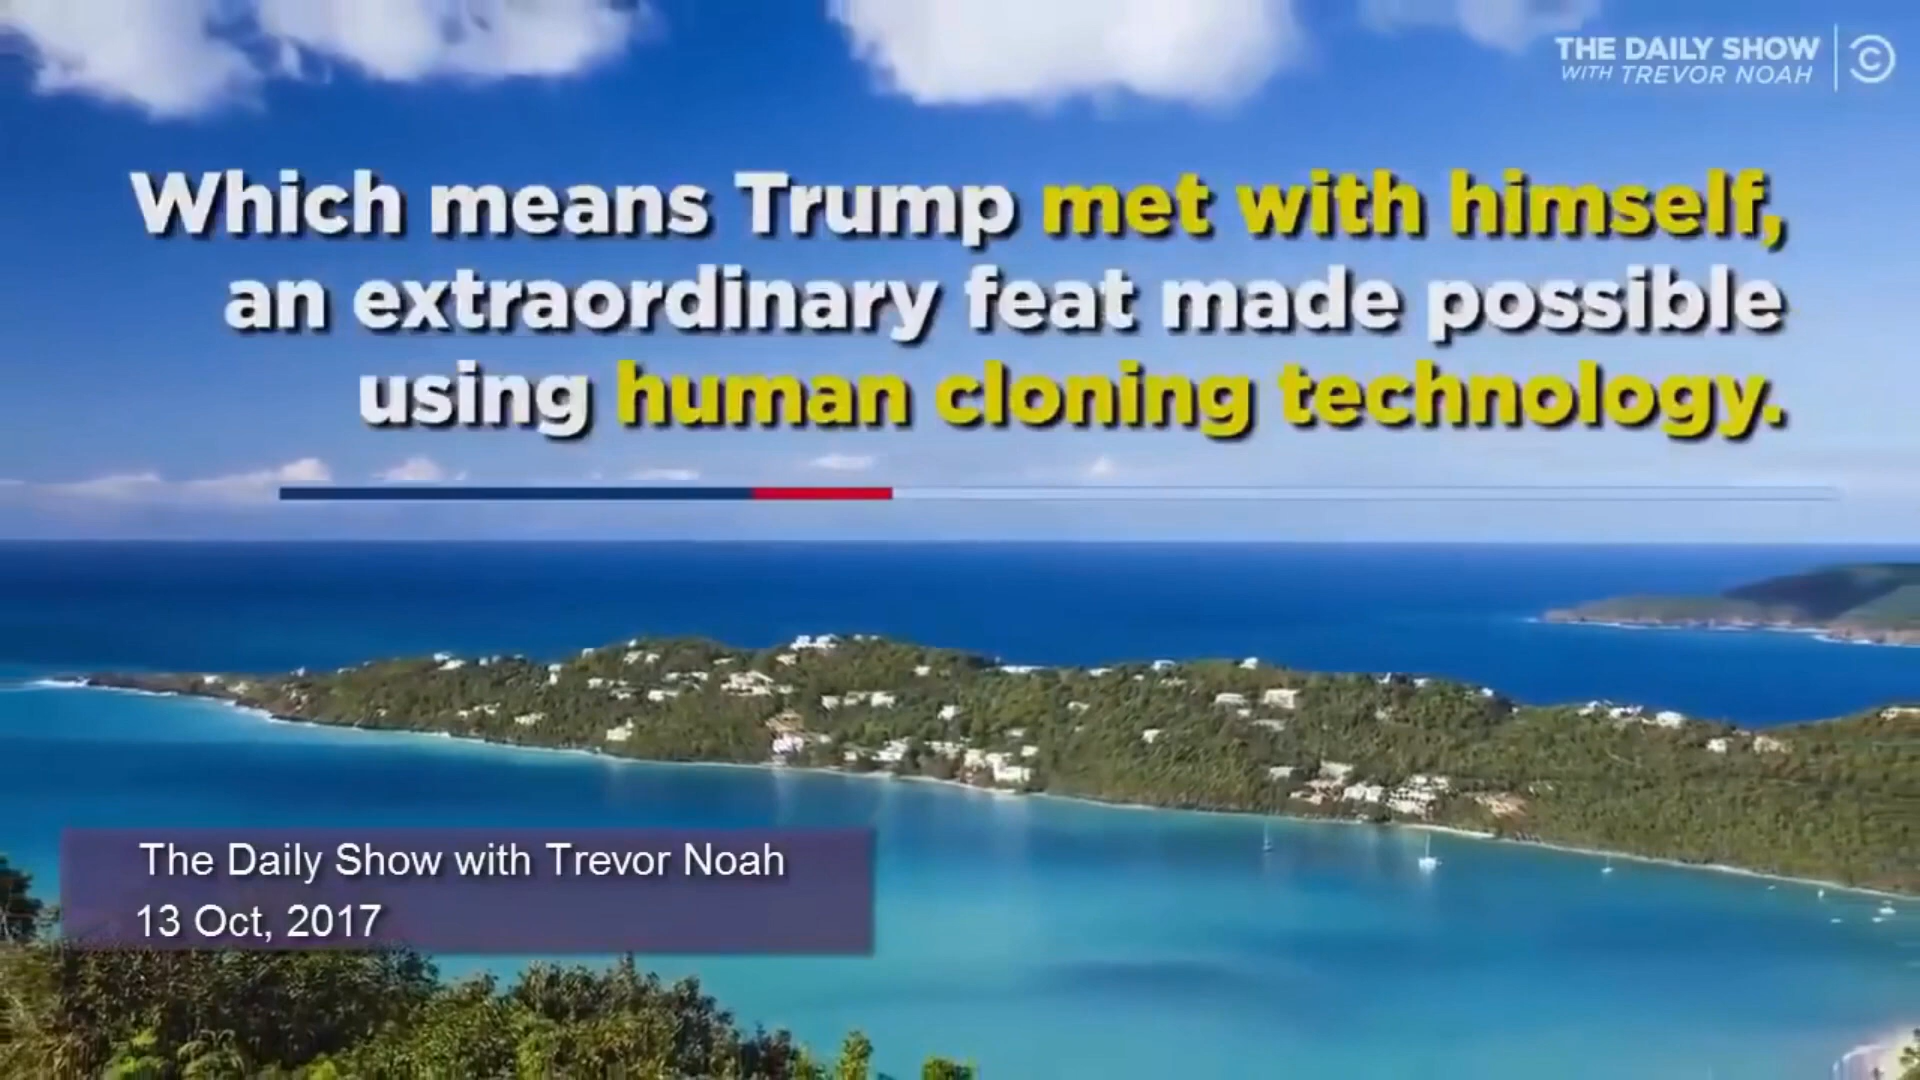 THE DAILY SHOW
WITH TREVOR NOAH
Which means Trump met with himself,
an extraordinary feat made possible
using human cloning technology.
The Daily Show with Trevor Noah
13 Oct, 2017